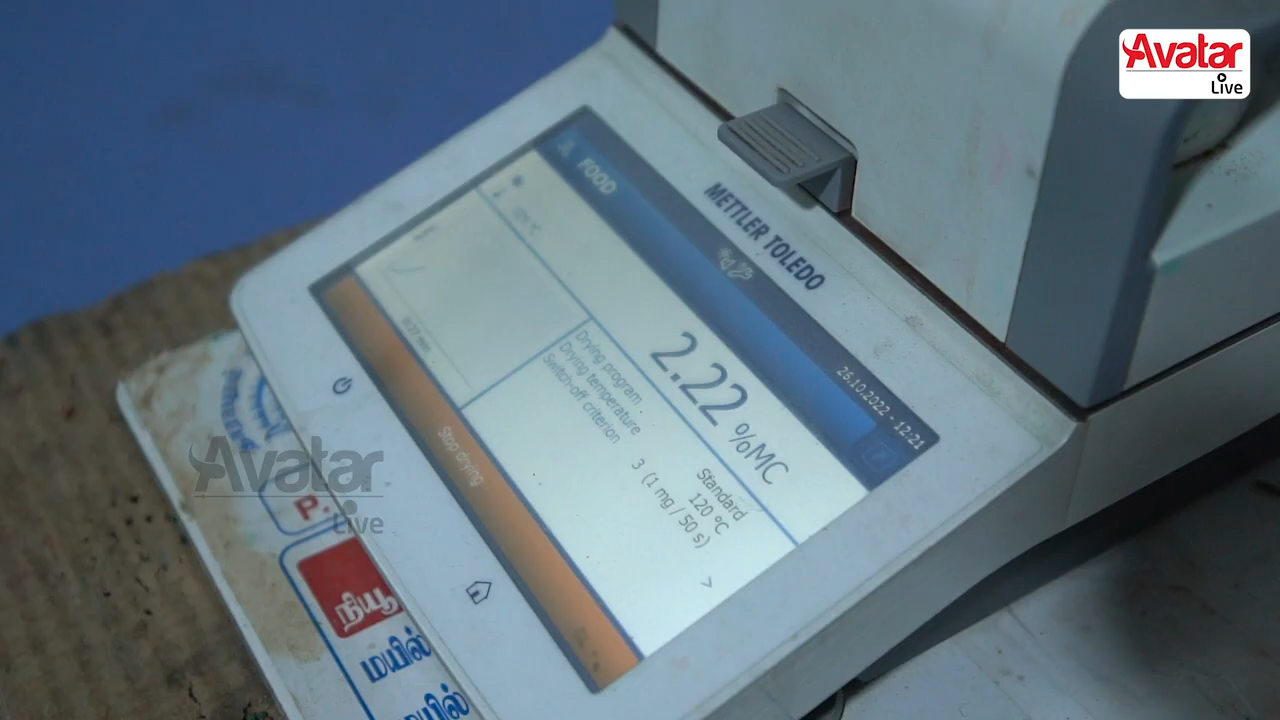 Avatar
Live
METTLER TOLEDO
FOOD
26.10.2022 - 12:21
2.22 %MC
Drying program Standard
Drying temperature 120 °C
Switch-off criterion 3 (1 mg / 50 s)
>
Stop drying
Avatar
Live
P.
நியூ
மயில்
மயில்